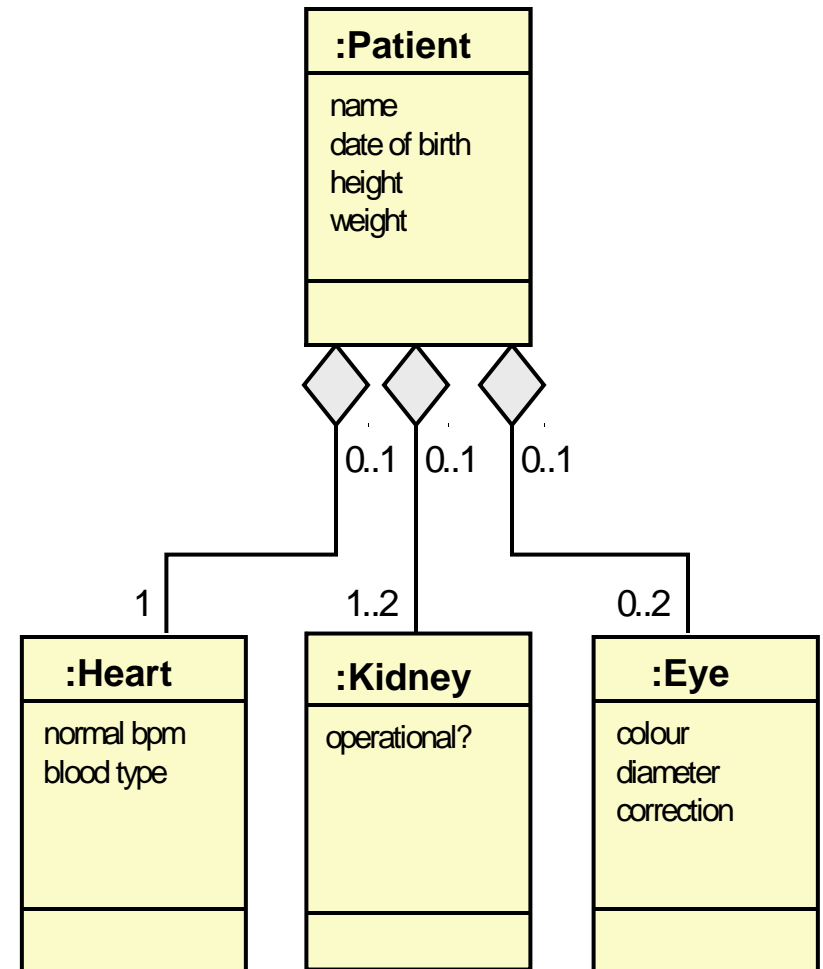 :Patient
name
date of birth
height
weight
0..1 0..1 0..1
1 1..2 0..2
:Heart
normal bpm
blood type
:Kidney
operational?
:Eye
colour
diameter
correction